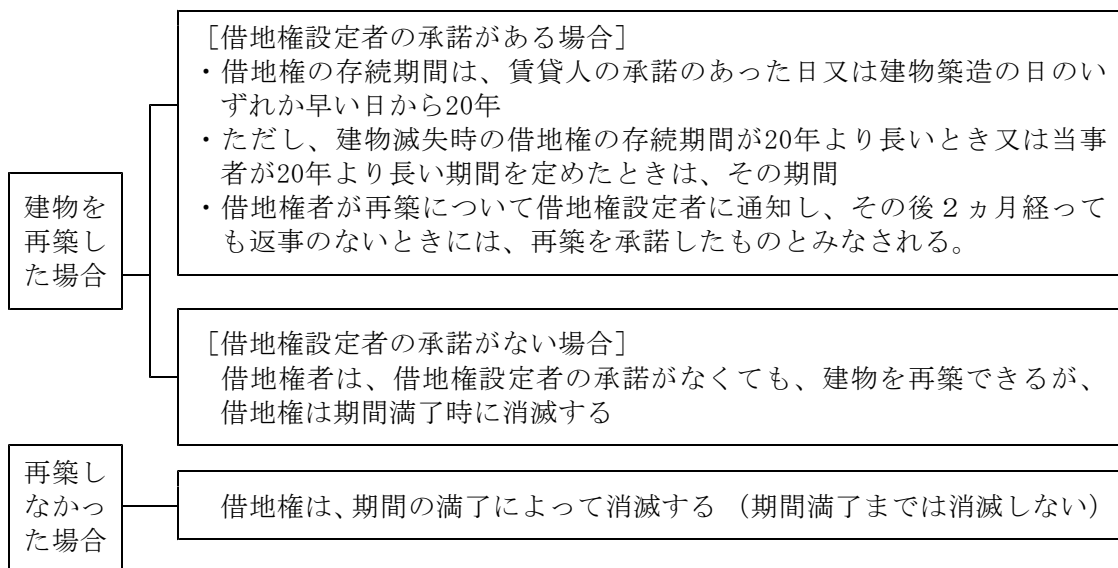 建物を
再築し
た場合
［借地権設定者の承諾がある場合］
・借地権の存続期間は、賃貸人の承諾のあった日又は建物築造の日のい
ずれか早い日から20年
・ただし、建物滅失時の借地権の存続期間が20年より長いとき又は当事
者が20年より長い期間を定めたときは、その期間
・借地権者が再築について借地権設定者に通知し、その後２ヵ月経って
も返事のないときには、再築を承諾したものとみなされる。
［借地権設定者の承諾がない場合］
借地権者は、借地権設定者の承諾がなくても、建物を再築できるが、
借地権は期間満了時に消滅する
再築し
なかっ
た場合
借地権は、期間の満了によって消滅する （期間満了までは消滅しない）